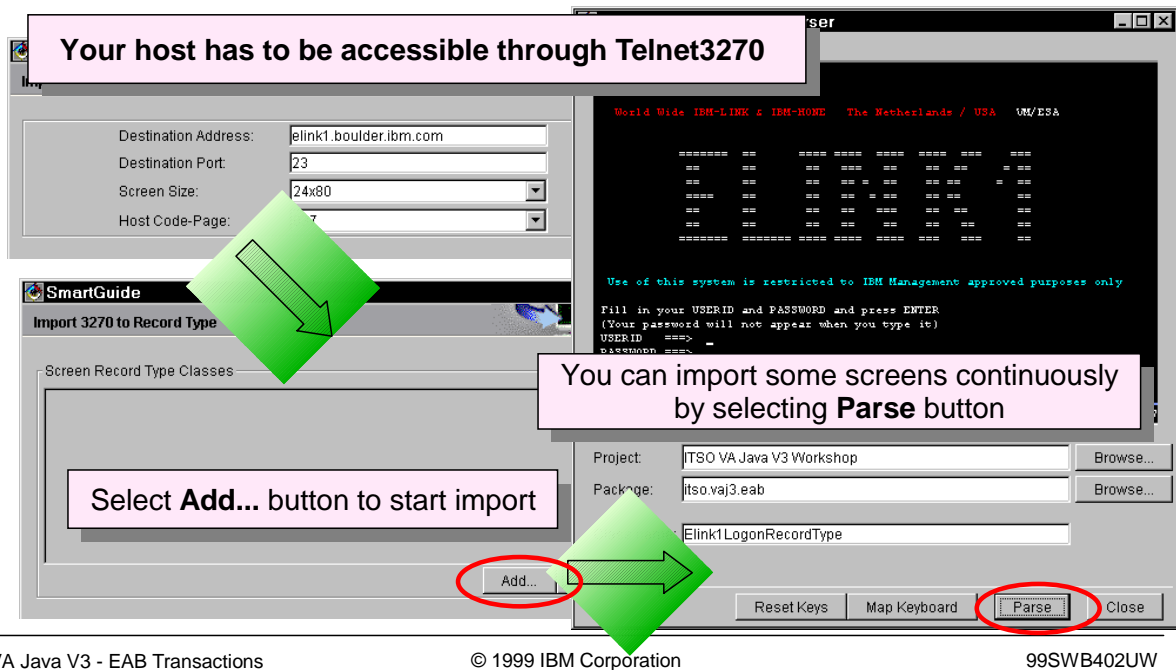 Your host has to be accessible through Telnet3270
Destination Address: elink1.boulder.ibm.com
Destination Port: 23
Screen Size: 24x80
Host Code-Page:
SmartGuide
Import 3270 to Record Type
Screen Record Type Classes
Select Add... button to start import
Add...
World Wide IBM-LINK & IBM-HONE The Netherlands / USA VM/ESA
ELINK1
Use of this system is restricted to IBM Management approved purposes only
Fill in your USERID and PASSWORD and press ENTER
(Your password will not appear when you type it)
USERID ===> _
PASSWORD ===>
You can import some screens continuously
by selecting Parse button
Project: ITSO VA Java V3 Workshop Browse...
Package: itso.vaj3.eab Browse...
Elink1LogonRecordType
Reset Keys Map Keyboard Parse Close
VA Java V3 - EAB Transactions © 1999 IBM Corporation 99SWB402UW